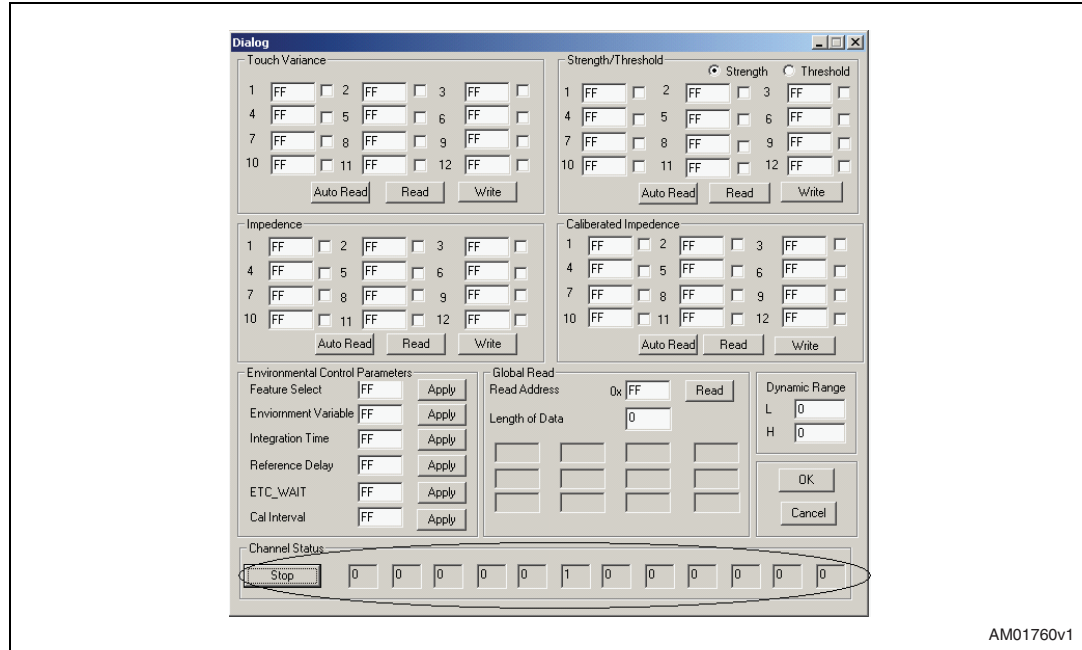 Dialog
Touch Variance
1 FF 2 FF 3 FF
4 FF 5 FF 6 FF
7 FF 8 FF 9 FF
10 FF 11 FF 12 FF
Auto Read Read Write
Strength/Threshold
Strength Threshold
1 FF 2 FF 3 FF
4 FF 5 FF 6 FF
7 FF 8 FF 9 FF
10 FF 11 FF 12 FF
Auto Read Read Write
Impedence
1 FF 2 FF 3 FF
4 FF 5 FF 6 FF
7 FF 8 FF 9 FF
10 FF 11 FF 12 FF
Auto Read Read Write
Caliberated Impedence
1 FF 2 FF 3 FF
4 FF 5 FF 6 FF
7 FF 8 FF 9 FF
10 FF 11 FF 12 FF
Auto Read Read Write
Environmental Control Parameters
Feature Select FF Apply
Enviornment Variable FF Apply
Integration Time FF Apply
Reference Delay FF Apply
ETC_WAIT FF Apply
Cal Interval FF Apply
Global Read
Read Address 0x FF Read
Length of Data 0
Dynamic Range
L 0
H 0
OK
Cancel
Channel Status
Stop 0 0 0 0 0 1 0 0 0 0 0 0
AM01760v1